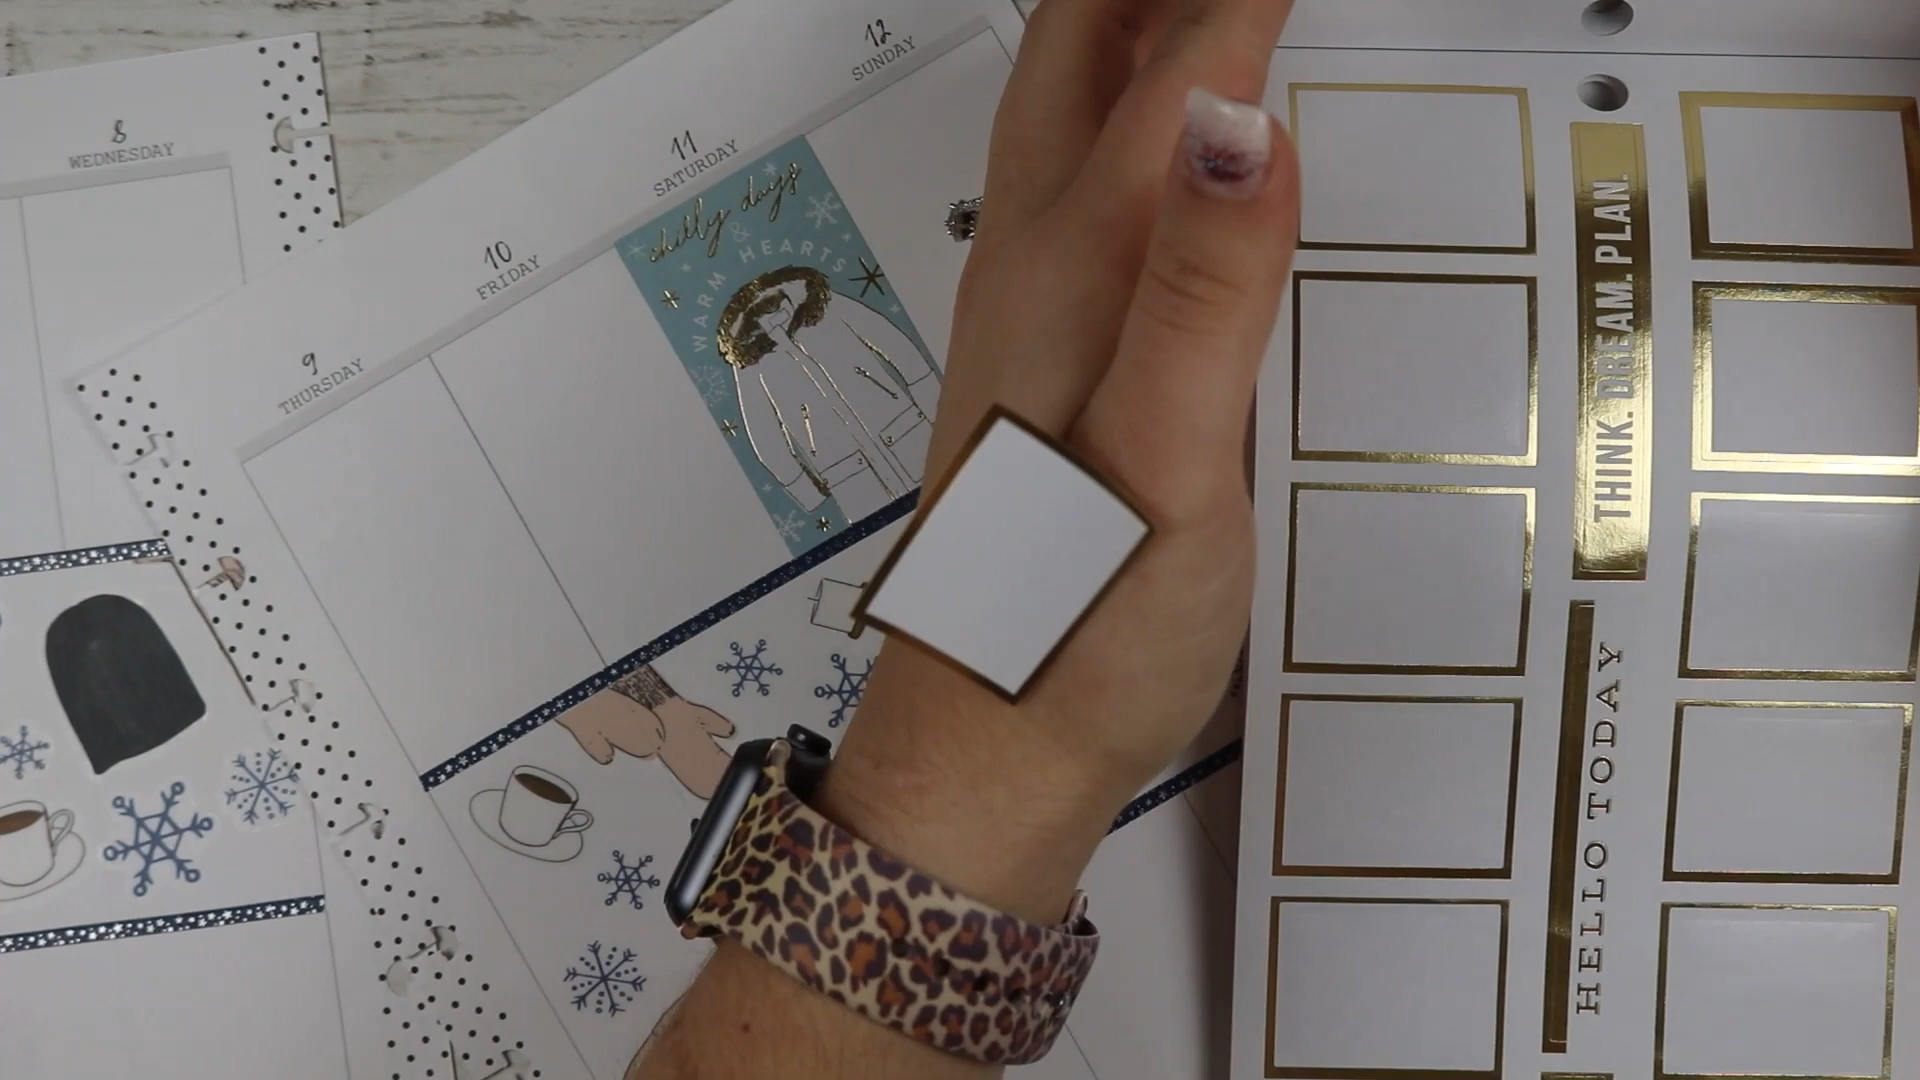 8
WEDNESDAY
9
THURSDAY
10
FRIDAY
11
SATURDAY
12
SUNDAY
chilly days
&
WARM HEARTS
THINK. DREAM. PLAN.
HELLO TODAY